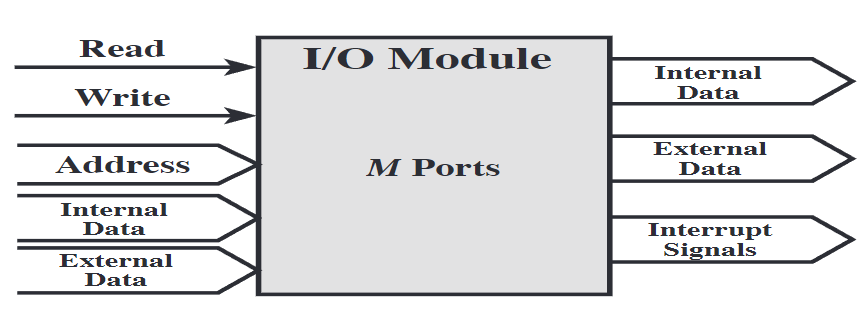 Read
Write
Address
Internal
Data
External
Data
I/O Module
M Ports
Internal
Data
External
Data
Interrupt
Signals